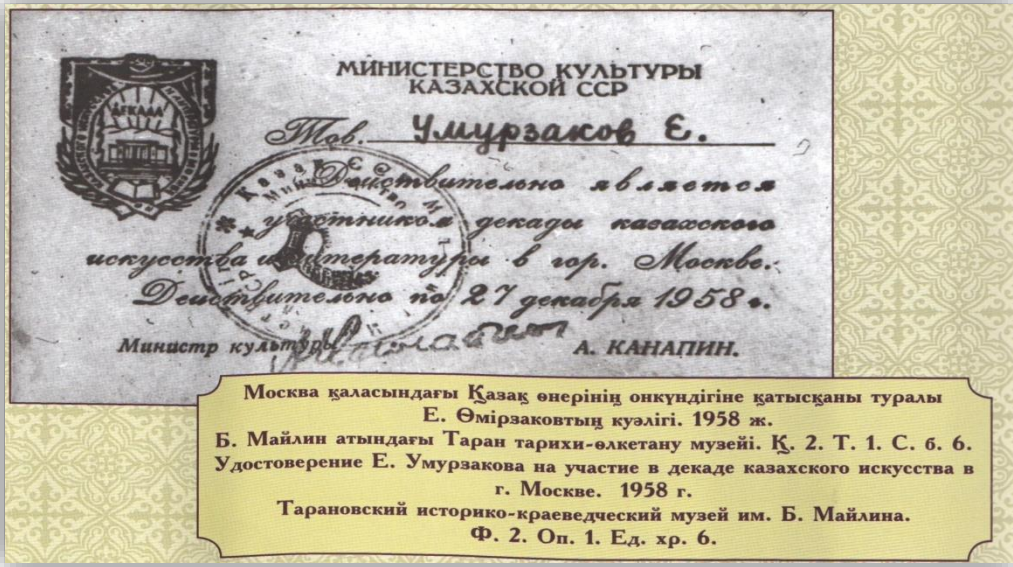 МИНИСТЕРСТВО КУЛЬТУРЫ
КАЗАХСКОЙ ССР
Тов. Умурзаков Е.
Действительно является
участником декады казахского
искусства и литературы в гор. Москве.
Действительно по 27 декабря 1958 г.
Министр культуры А. КАНАПИН.
Москва қаласындағы Қазақ өнерінің онкүндігіне қатысқаны туралы
Е. Өмірзаковтың куәлігі. 1958 ж.
Б. Майлин атындағы Таран тарихи-өлкетану музейі. Қ. 2. Т. 1. С. б. 6.
Удостоверение Е. Умурзакова на участие в декаде казахского искусства в
г. Москве. 1958 г.
Тарановский историко-краеведческий музей им. Б. Майлина.
Ф. 2. Оп. 1. Ед. хр. 6.